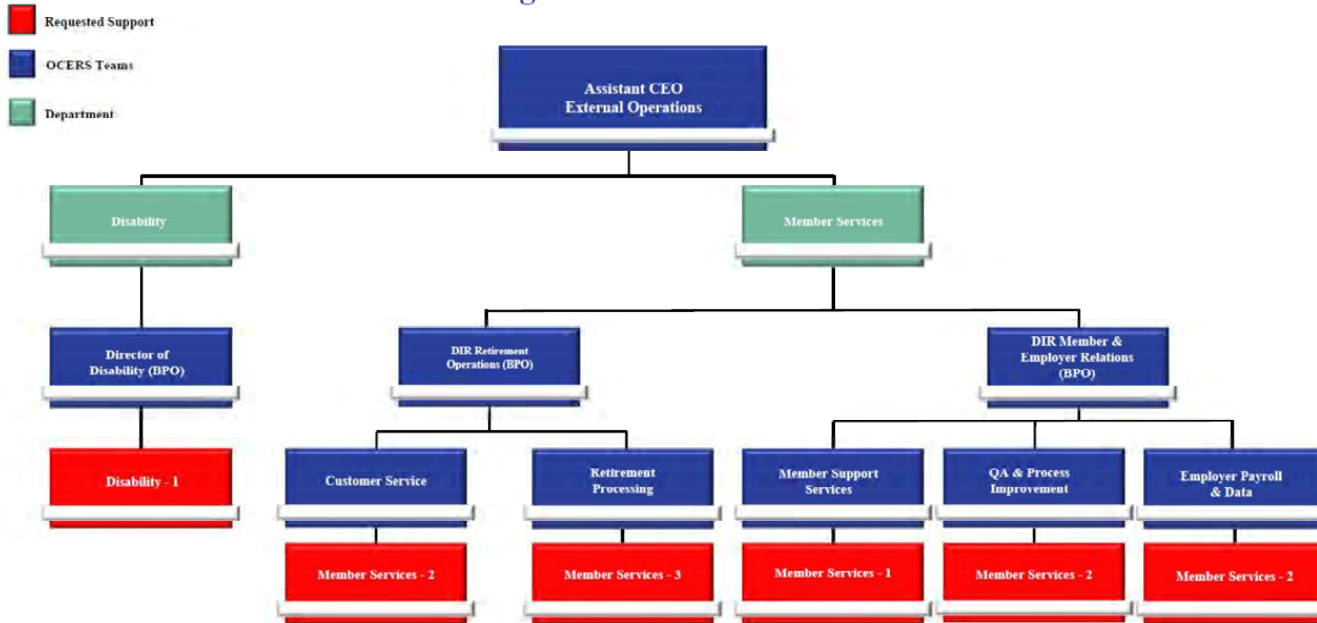 Requested Support
OCERS Teams
Department
Assistant CEO
External Operations
Disability
Member Services
Director of
Disability (BPO)
DIR Retirement
Operations (BPO)
DIR Member &
Employer Relations
(BPO)
Disability - 1
Customer Service
Retirement
Processing
Member Support
Services
QA & Process
Improvement
Employer Payroll
& Data
Member Services - 2
Member Services - 3
Member Services - 1
Member Services - 2
Member Services - 2